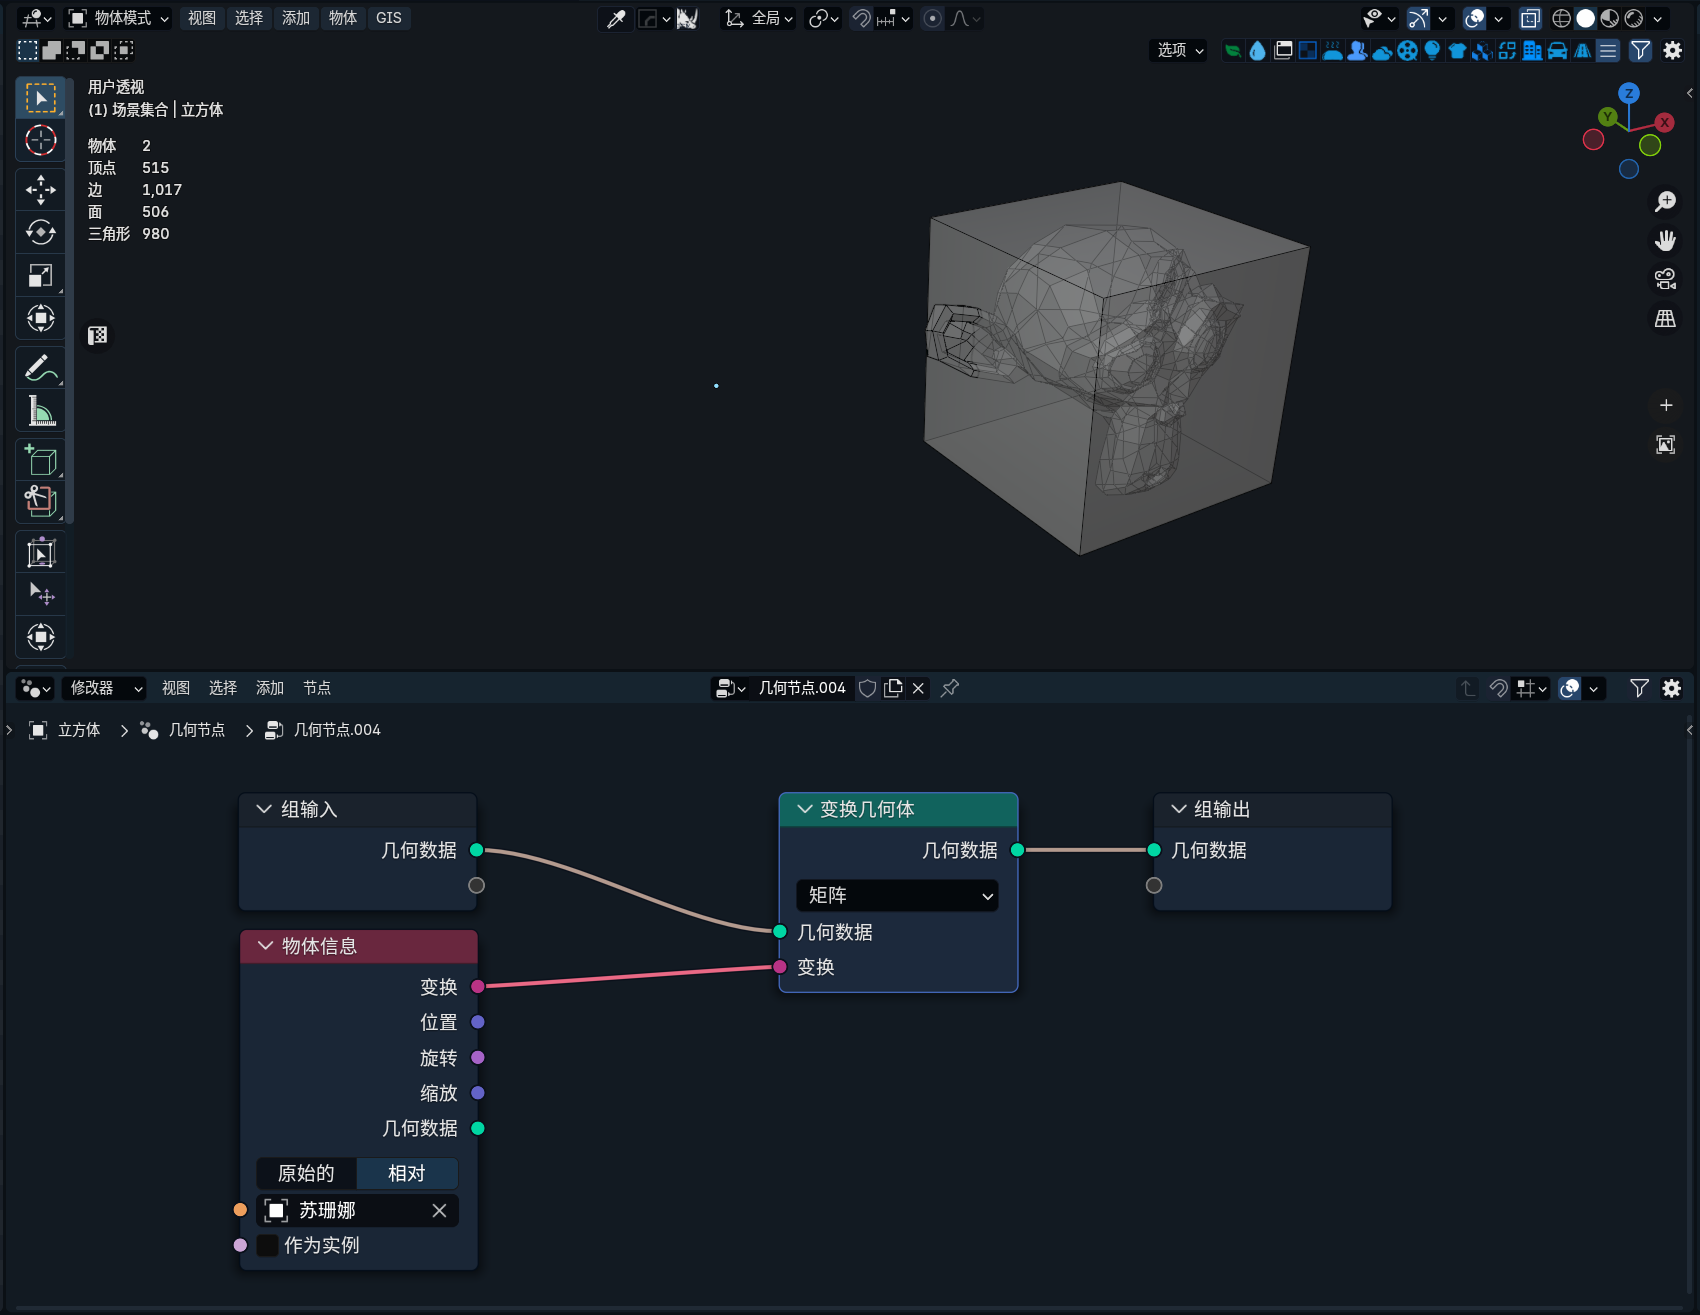 物体模式 视图 选择 添加 物体 GIS 全局
选项
用户透视
(1) 场景集合 | 立方体
物体 2
顶点 515
边 1,017
面 506
三角形 980
Z
Y
X
修改器 视图 选择 添加 节点 几何节点.004
立方体 几何节点 几何节点.004
组输入
几何数据
物体信息
变换
位置
旋转
缩放
几何数据
原始的 相对
苏珊娜
作为实例
变换几何体
几何数据
矩阵
几何数据
变换
组输出
几何数据